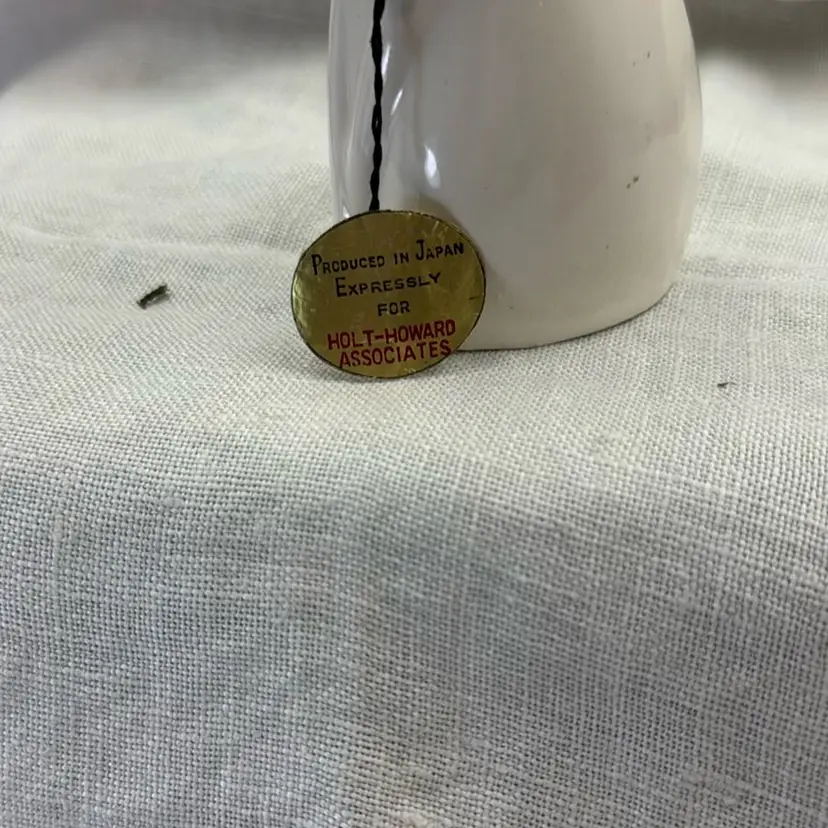 PRODUCED IN JAPAN
EXPRESSLY
FOR
HOLT-HOWARD
ASSOCIATES